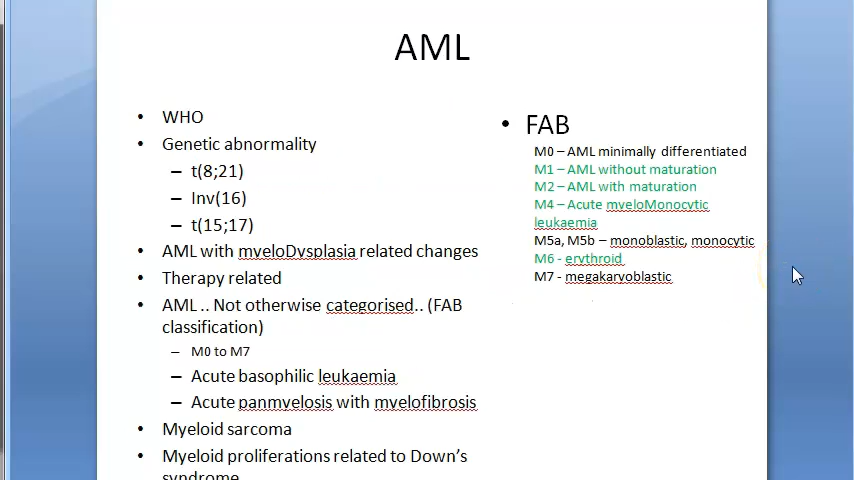 AML
WHO
Genetic abnormality
t(8;21)
Inv(16)
t(15;17)
AML with myeloDysplasia related changes
Therapy related
AML .. Not otherwise categorised.. (FAB
classification)
M0 to M7
Acute basophilic leukaemia
Acute panmyelosis with myelofibrosis
Myeloid sarcoma
Myeloid proliferations related to Down's
syndrome
FAB
M0 – AML minimally differentiated
M1 – AML without maturation
M2 – AML with maturation
M4 – Acute myeloMonocytic
leukaemia
M5a, M5b – monoblastic, monocytic
M6 - erythroid
M7 - megakaryoblastic